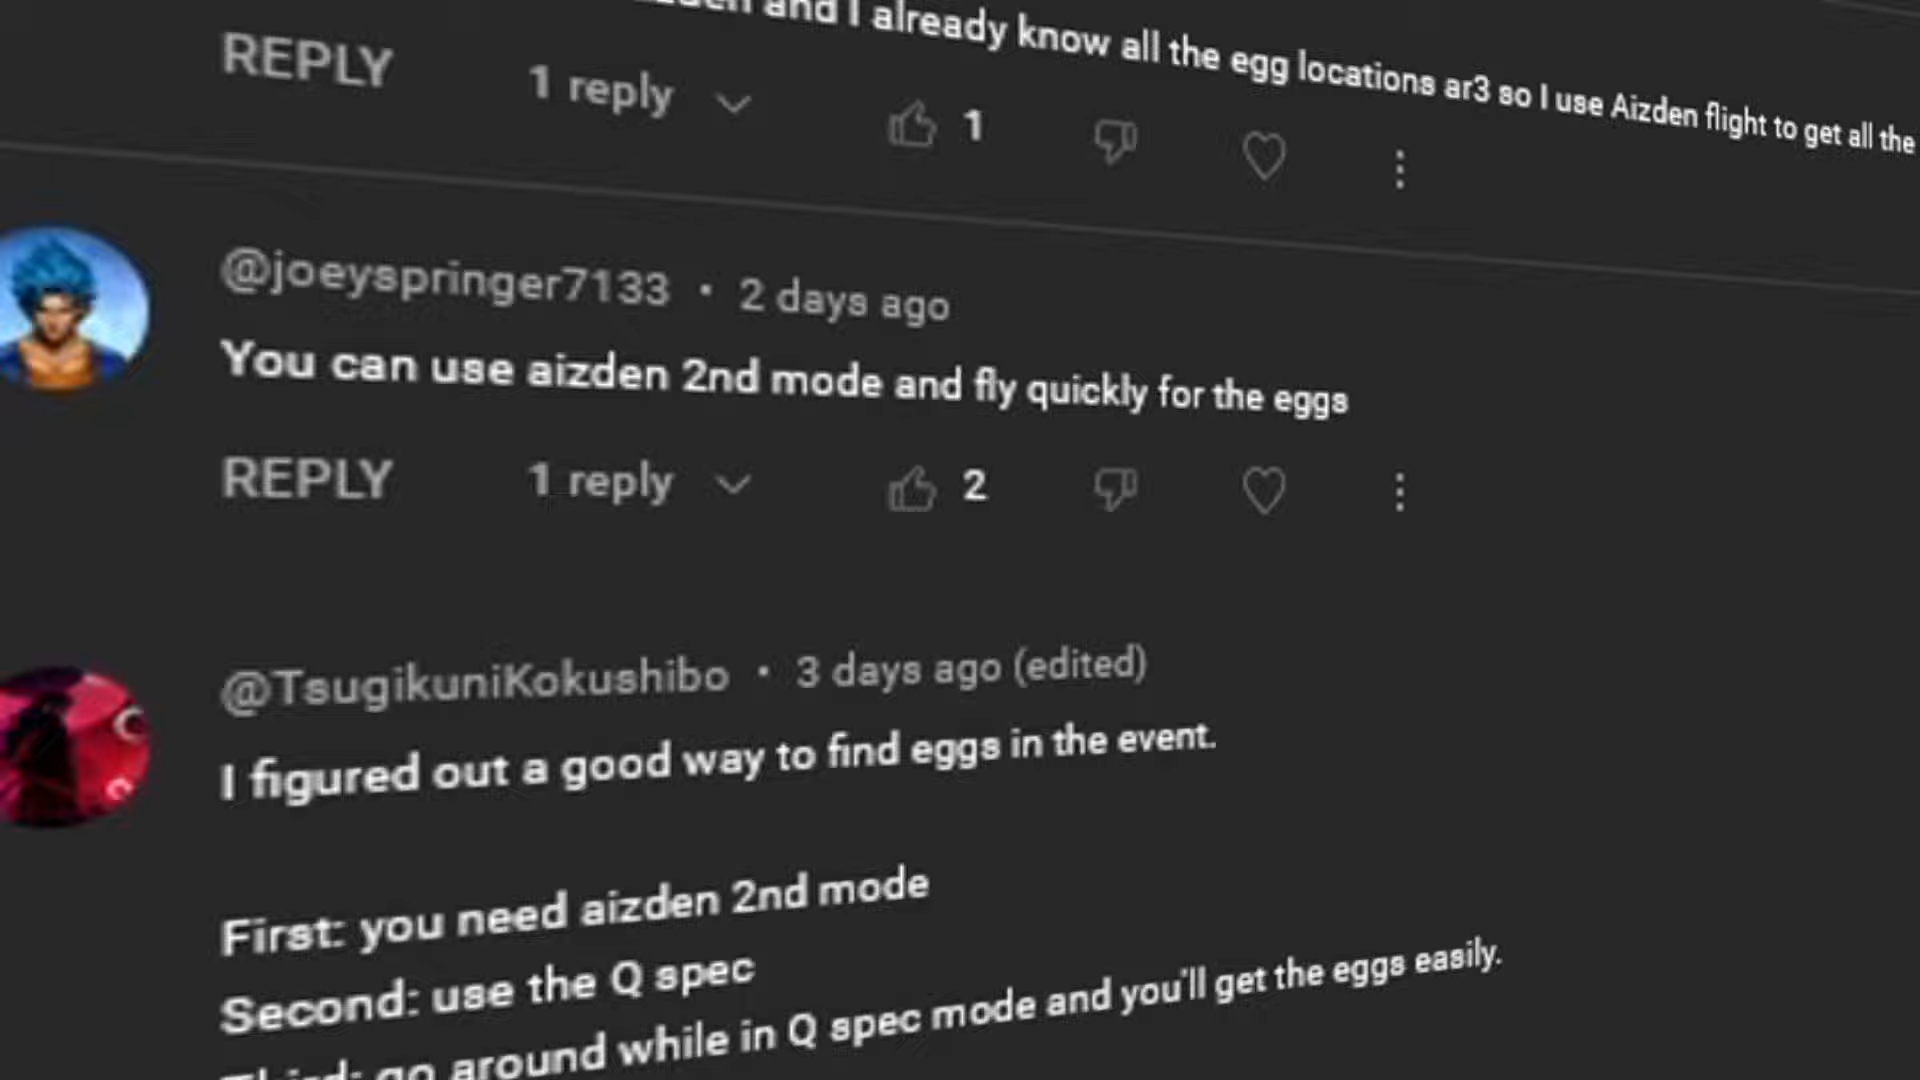 and I already know all the egg locations ar3 so I use Aizden flight to get all the
REPLY 1 reply 1
@joeyspringer7133 • 2 days ago
You can use aizden 2nd mode and fly quickly for the eggs
REPLY 1 reply 2
@TsugikuniKokushibo • 3 days ago (edited)
I figured out a good way to find eggs in the event.
First: you need aizden 2nd mode
Second: use the Q spec
Third: go around while in Q spec mode and you'll get the eggs easily.